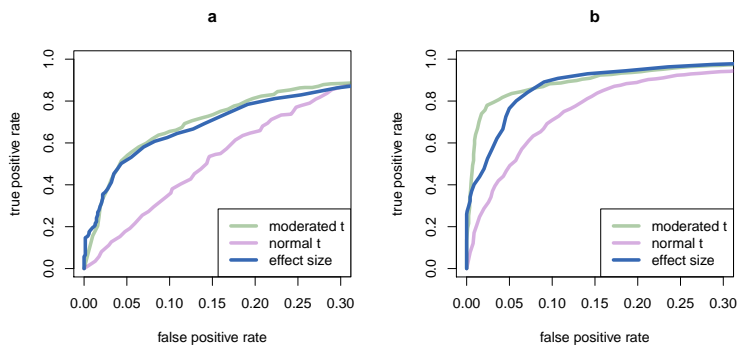 a
true positive rate
1.0
0.8
0.6
0.4
0.2
0.0
moderated t
normal t
effect size
0.00 0.05 0.10 0.15 0.20 0.25 0.30
false positive rate
b
true positive rate
1.0
0.8
0.6
0.4
0.2
0.0
moderated t
normal t
effect size
0.00 0.05 0.10 0.15 0.20 0.25 0.30
false positive rate